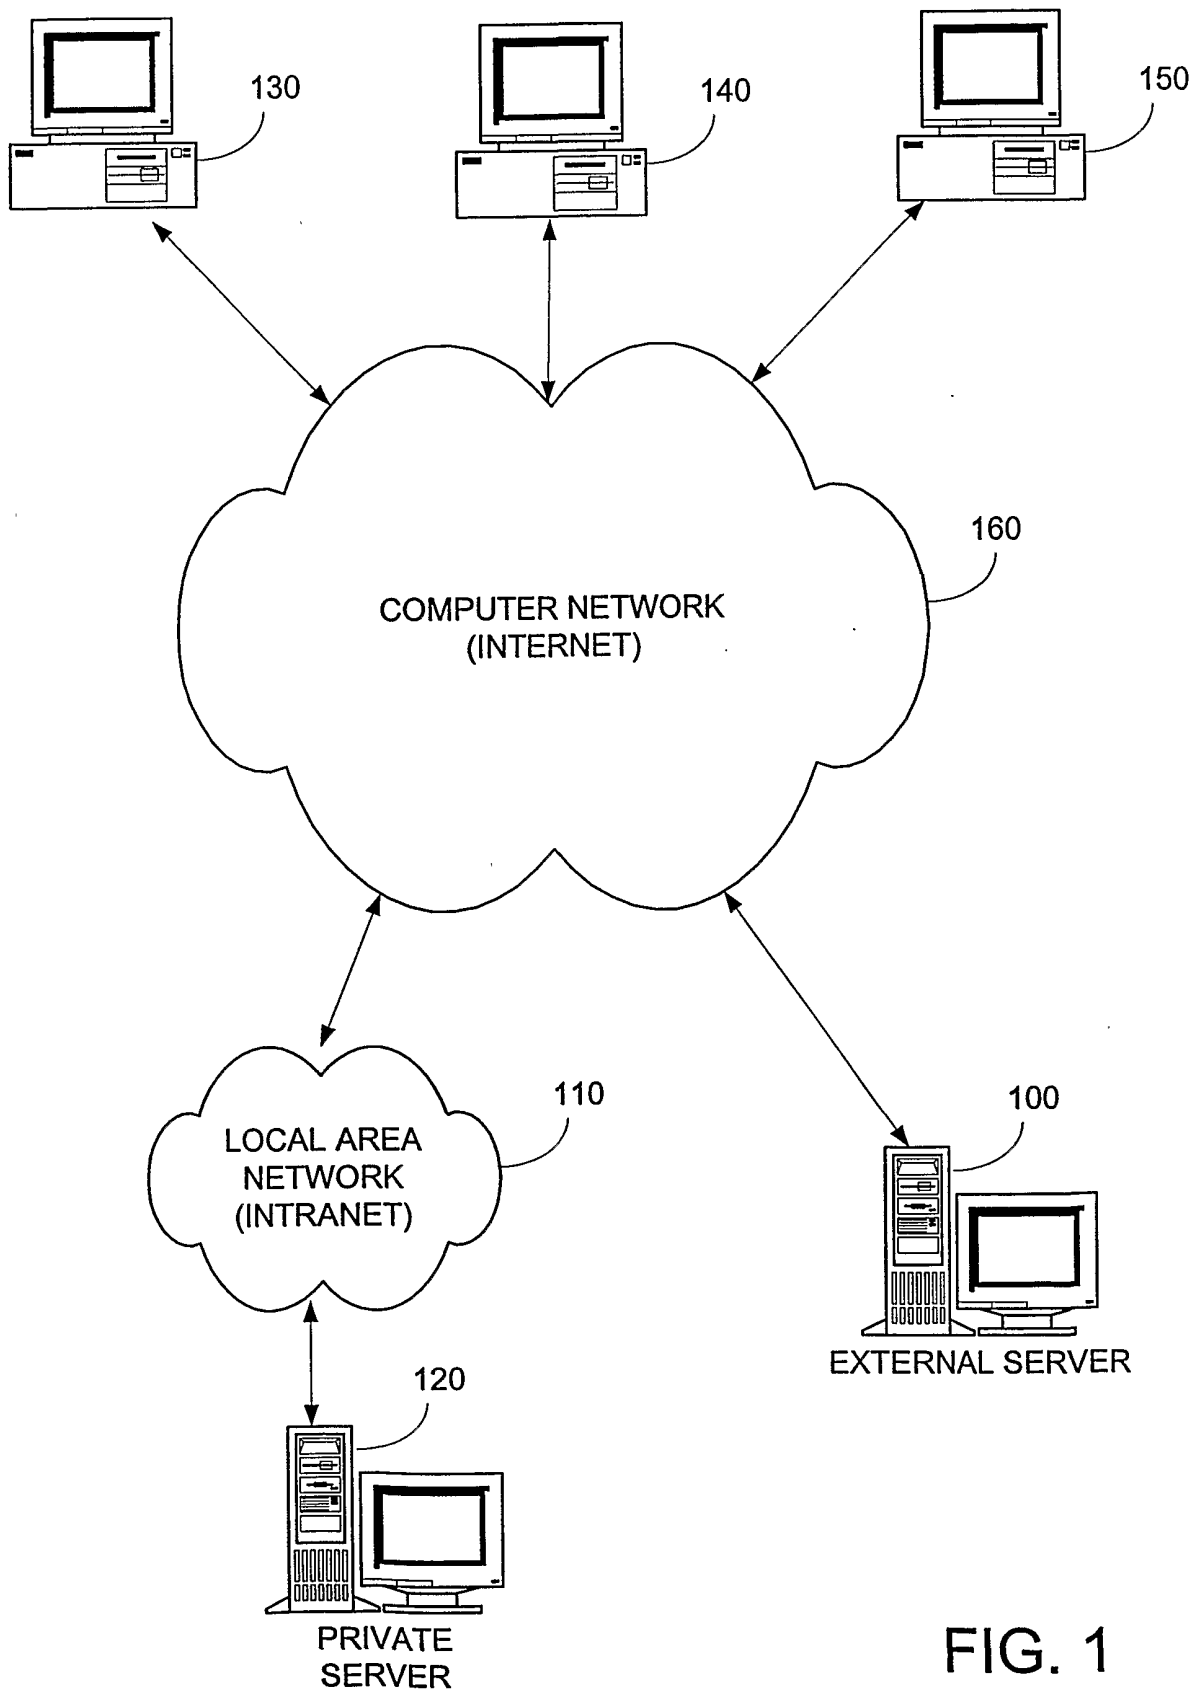 130
140
150
160
COMPUTER NETWORK
(INTERNET)
110
100
LOCAL AREA
NETWORK
(INTRANET)
EXTERNAL SERVER
120
PRIVATE
SERVER
FIG. 1